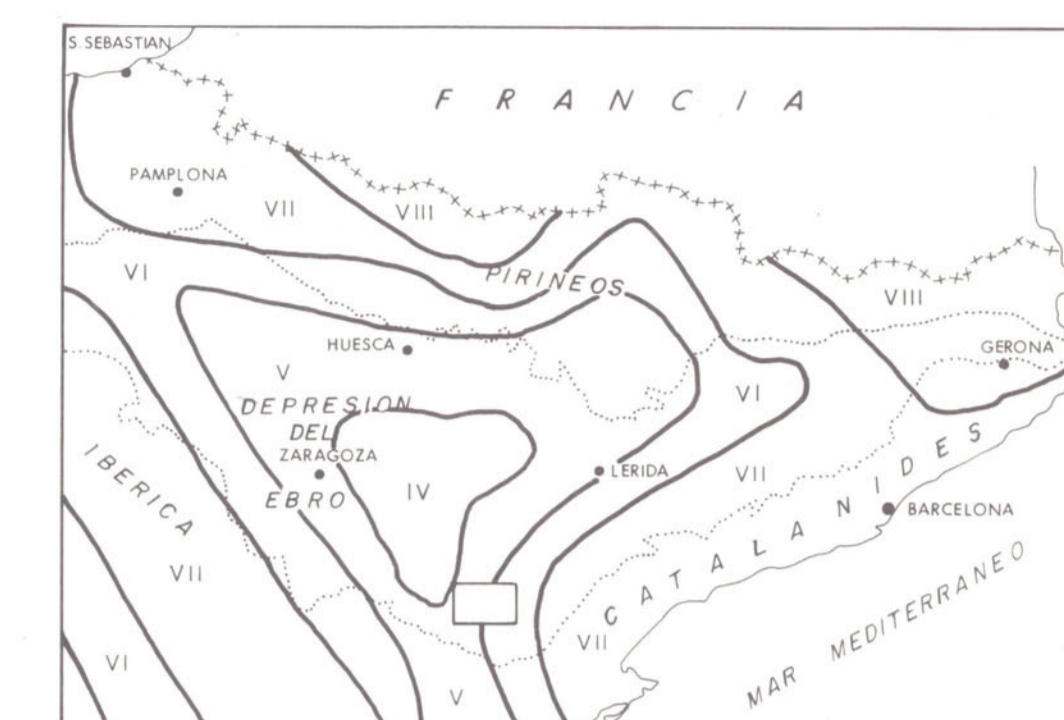 S. SEBASTIAN
FRANCIA
PAMPLONA
VII
VIII
VI
PIRINEOS
VIII
HUESCA
GERONA
V
VI
DEPRESION
DEL
ZARAGOZA
EBRO
IV
LERIDA
VII
IBERICA
CATALANIDES
BARCELONA
VII
MAR MEDITERRANEO
VII
VI
V